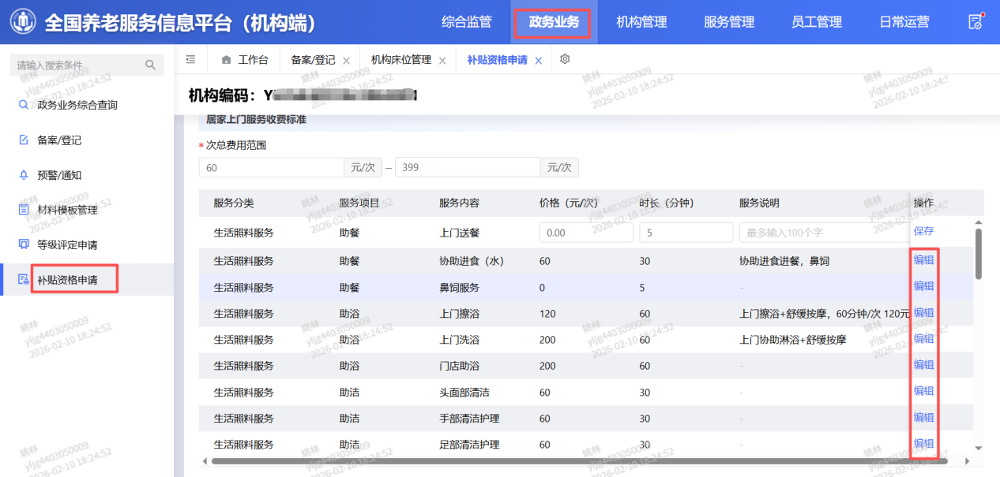 全国养老服务信息平台（机构端）
综合监管 政务业务 机构管理 服务管理 员工管理 日常运营
请输入搜索条件
工作台 备案/登记 机构床位管理 补贴资格申请
政务业务综合查询
备案/登记
预警/通知
材料模板管理
等级评定申请
补贴资格申请
机构编码：Y
居家上门服务收费标准
*次总费用范围
60 元/次 – 399 元/次
服务分类 服务项目 服务内容 价格（元/次） 时长（分钟） 服务说明 操作
生活照料服务 助餐 上门送餐 0.00 5 最多输入100个字 保存
生活照料服务 助餐 协助进食（水） 60 30 协助进食进餐，鼻饲 编辑
生活照料服务 助餐 鼻饲服务 0 5 - 编辑
生活照料服务 助浴 上门擦浴 120 60 上门擦浴+舒缓按摩，60分钟/次 120元 编辑
生活照料服务 助浴 上门洗浴 200 60 上门协助淋浴+舒缓按摩 编辑
生活照料服务 助浴 门店助浴 200 60 - 编辑
生活照料服务 助洁 头面部清洁 60 30 - 编辑
生活照料服务 助洁 手部清洁护理 60 30 - 编辑
生活照料服务 助洁 足部清洁护理 60 30 - 编辑
姚林
yljg4403050009
2026-02-10 18:24:52